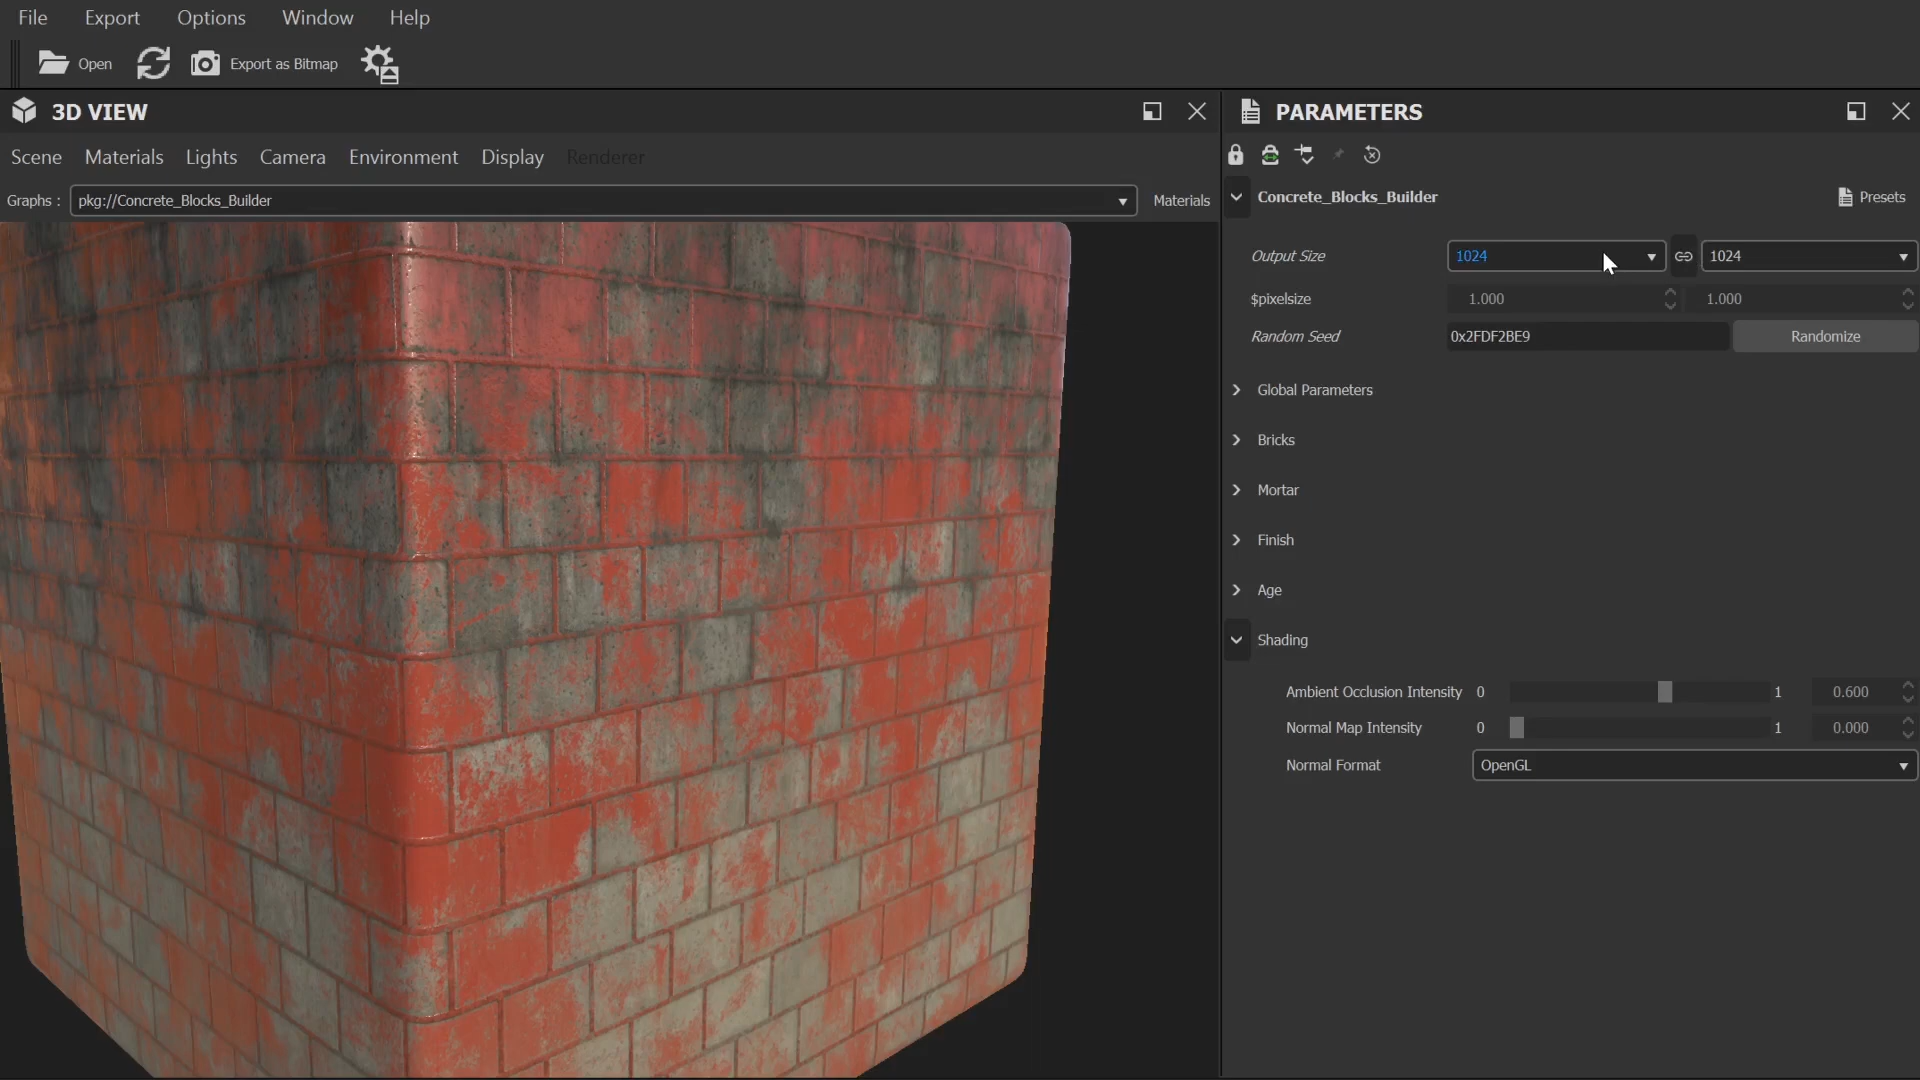 File Export Options Window Help
Open Export as Bitmap
3D VIEW
Scene Materials Lights Camera Environment Display Renderer
Graphs : pkg://Concrete_Blocks_Builder Materials
PARAMETERS
Concrete_Blocks_Builder Presets
Output Size 1024 1024
$pixelsize 1.000 1.000
Random Seed 0x2FDF2BE9 Randomize
Global Parameters
Bricks
Mortar
Finish
Age
Shading
Ambient Occlusion Intensity 0 1 0.600
Normal Map Intensity 0 1 0.000
Normal Format OpenGL